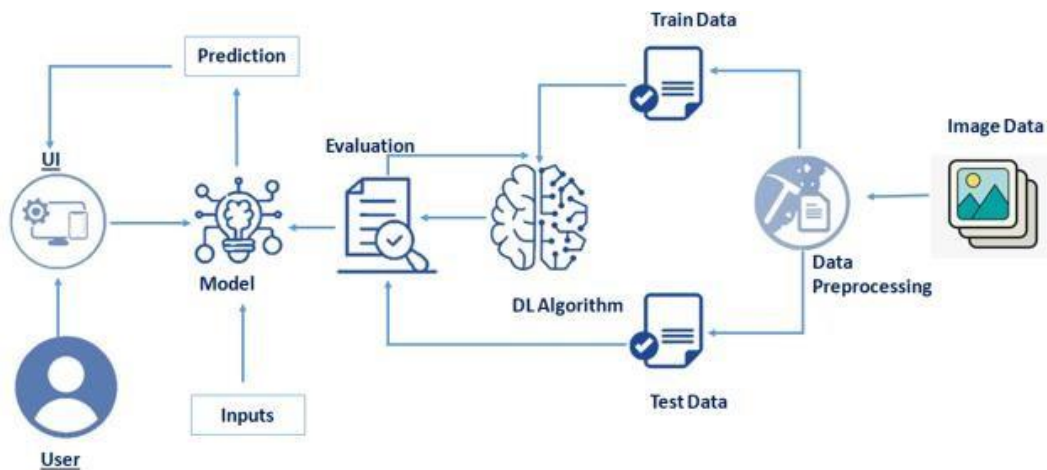 Train Data
Prediction
Image Data
Evaluation
UI
Data
Preprocessing
Model
DL Algorithm
Inputs
Test Data
User